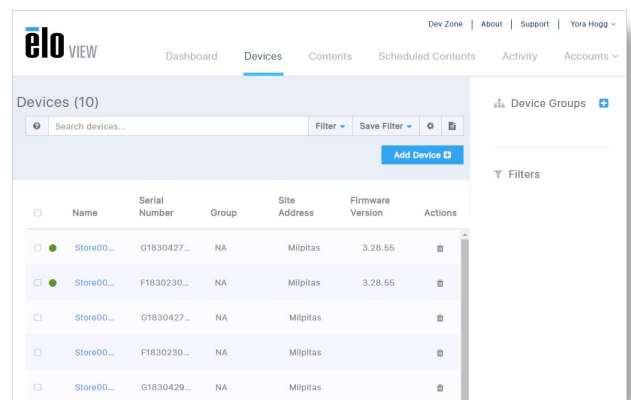 Dev Zone | About | Support | Yora Hogg
ēlo VIEW
Dashboard Devices Contents Scheduled Contents Activity Accounts
Devices (10)
Search devices... Filter Save Filter
Add Device
Device Groups
Filters
Name Serial Number Group Site Address Firmware Version Actions
Store00... G1830427... NA Milpitas 3.28.55
Store00... F1830230... NA Milpitas 3.28.55
Store00... G1830427... NA Milpitas
Store00... F1830230... NA Milpitas
Store00... G1830429... NA Milpitas